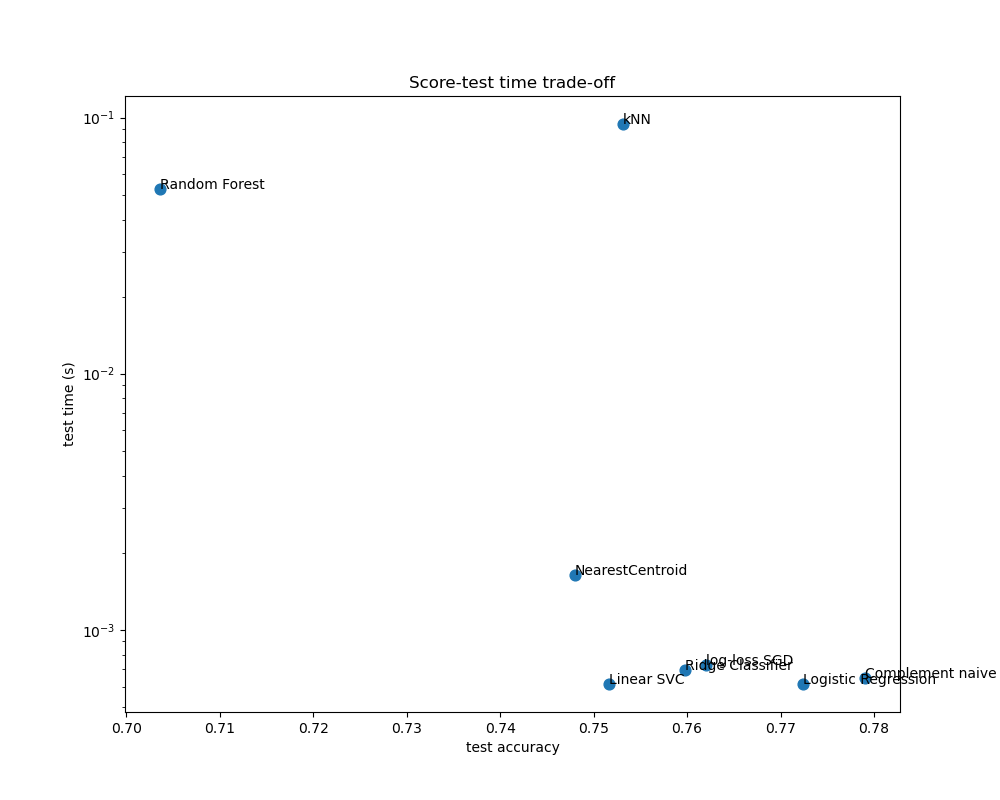 Score-test time trade-off
10⁻¹
10⁻²
10⁻³
test time (s)
kNN
Random Forest
NearestCentroid
log-loss SGD
Ridge Classifier
Complement naive
Linear SVC
Logistic Regression
0.70 0.71 0.72 0.73 0.74 0.75 0.76 0.77 0.78
test accuracy